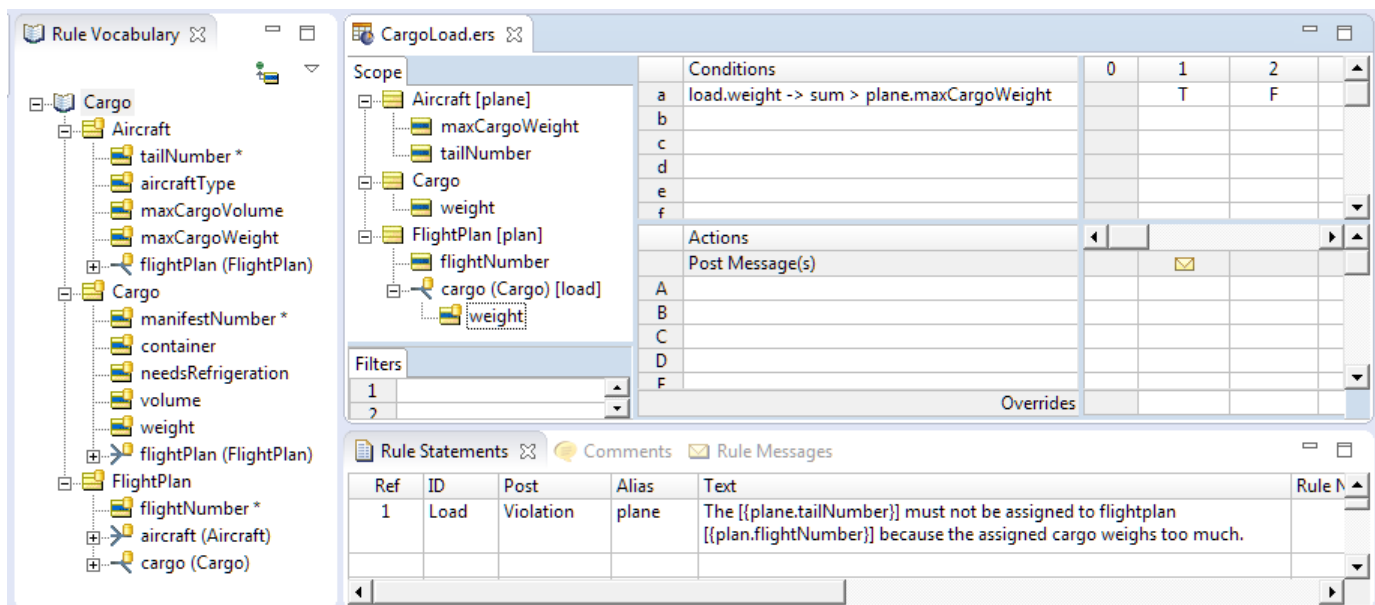 Rule Vocabulary
Cargo
Aircraft
tailNumber *
aircraftType
maxCargoVolume
maxCargoWeight
flightPlan (FlightPlan)
Cargo
manifestNumber *
container
needsRefrigeration
volume
weight
flightPlan (FlightPlan)
FlightPlan
flightNumber *
aircraft (Aircraft)
cargo (Cargo)
CargoLoad.ers
Scope
Aircraft [plane]
maxCargoWeight
tailNumber
Cargo
weight
FlightPlan [plan]
flightNumber
cargo (Cargo) [load]
weight
Filters
1
2
Conditions 0 1 2
a load.weight -> sum > plane.maxCargoWeight T F
b
c
d
e
f
Actions
Post Message(s)
A
B
C
D
E
Overrides
Rule Statements Comments Rule Messages
Ref ID Post Alias Text Rule N
1 Load Violation plane The [{plane.tailNumber}] must not be assigned to flightplan
[{plan.flightNumber}] because the assigned cargo weighs too much.